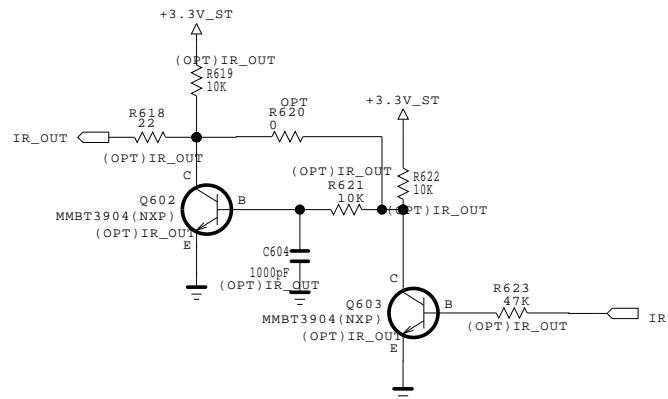 +3.3V_ST
(OPT)IR_OUT
R619
10K
OPT
R618
R620
+3.3V_ST
22
0
IR_OUT
(OPT)IR_OUT
(OPT)IR_OUT
R621
R622
C
10K
10K
Q602
B
(OPT)IR_OUT
MMBT3904(NXP)
(OPT)IR_OUT
E
C604
1000pF
(OPT)IR_OUT
C
R623
Q603
B
47K
MMBT3904(NXP)
IR
(OPT)IR_OUT
(OPT)IR_OUT
E